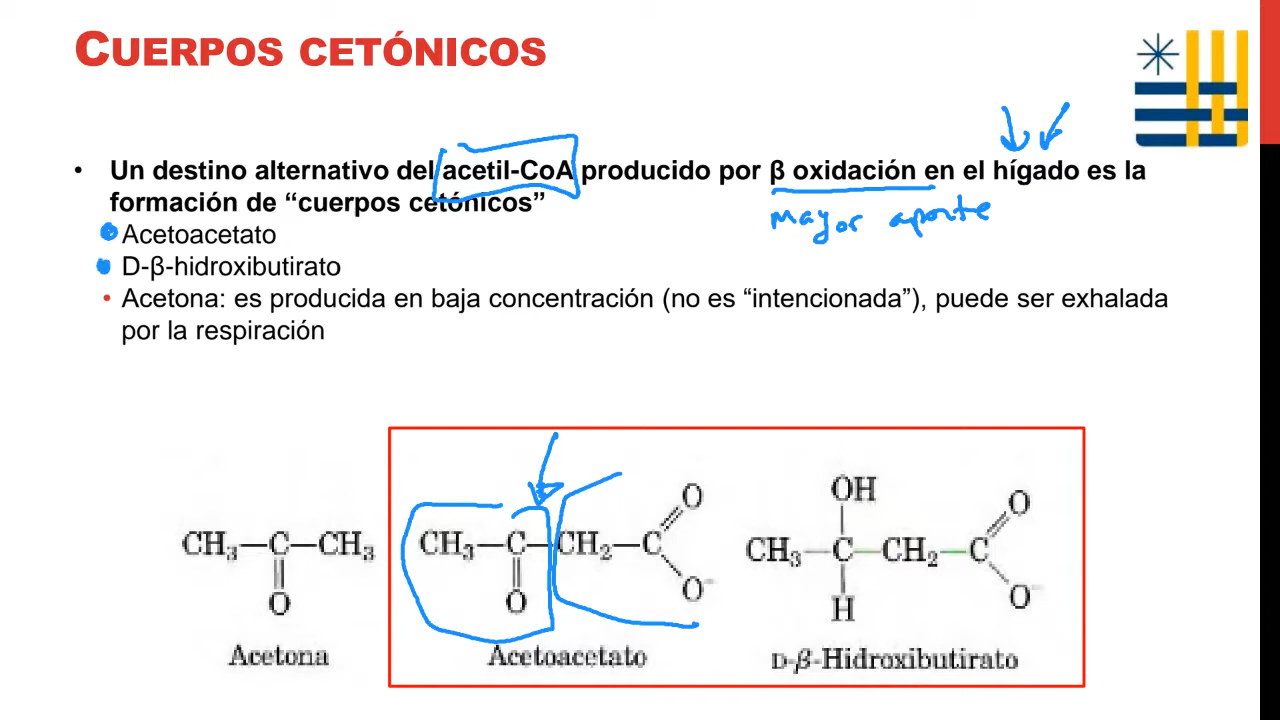 CUERPOS CETÓNICOS
• Un destino alternativo del acetil-CoA producido por β oxidación en el hígado es la
formación de “cuerpos cetónicos”
mayor aporte
Acetoacetato
D-β-hidroxibutirato
• Acetona: es producida en baja concentración (no es “intencionada”), puede ser exhalada
por la respiración
CH₃—C—CH₃
O
Acetona
CH₃—C—CH₂—C
O
O
O⁻
Acetoacetato
OH
CH₃—C—CH₂—C
H
O
O⁻
D-β-Hidroxibutirato